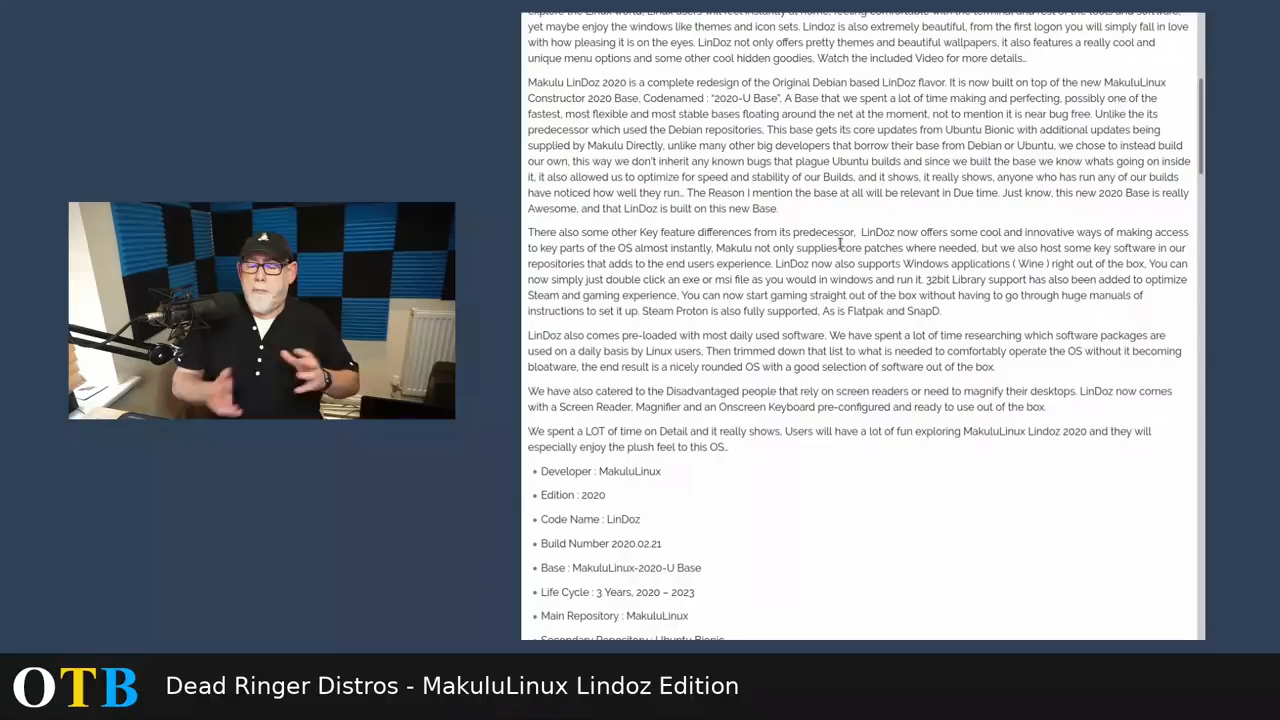 yet maybe enjoy the windows like themes and icon sets. Lindoz is also extremely beautiful, from the first logon you will simply fall in love
with how pleasing it is on the eyes. LinDoz not only offers pretty themes and beautiful wallpapers, it also features a really cool and
unique menu options and some other cool hidden goodies, Watch the included Video for more details…
Makulu LinDoz 2020 is a complete redesign of the Original Debian based LinDoz flavor. It is now built on top of the new MakuluLinux
Constructor 2020 Base, Codenamed : “2020-U Base”, A Base that we spent a lot of time making and perfecting, possibly one of the
fastest, most flexible and most stable bases floating around the net at the moment, not to mention it is near bug free. Unlike the its
predecessor which used the Debian repositories, This base gets its core updates from Ubuntu Bionic with additional updates being
supplied by Makulu Directly, unlike many other big developers that borrow their base from Debian or Ubuntu, we chose to instead build
our own, this way we don’t inherit any known bugs that plague Ubuntu builds and since we built the base we know whats going on inside
it, it also allowed us to optimize for speed and stability of our Builds, and it shows, it really shows, anyone who has run any of our builds
have noticed how well they run… The Reason I mention the base at all will be relevant in Due time. Just know, this new 2020 Base is really
Awesome, and that LinDoz is built on this new Base.
There also some other Key feature differences from its predecessor,  LinDoz now offers some cool and innovative ways of making access
to key parts of the OS almost instantly, Makulu not only supplies core patches where needed, but we also host some key software in our
repositories that adds to the end users experience. LinDoz now also supports Windows applications ( Wine ) right out of the box, You can
now simply just double click an exe or msi file as you would in windows and run it. 32bit Library support has also been added to optimize
Steam and gaming experience, You can now start gaming straight out of the box without having to go through huge manuals of
instructions to set it up. Steam Proton is also fully supported, As is Flatpak and SnapD.
LinDoz also comes pre-loaded with most daily used software, We have spent a lot of time researching which software packages are
used on a daily basis by Linux users, Then trimmed down that list to what is needed to comfortably operate the OS without it becoming
bloatware, the end result is a nicely rounded OS with a good selection of software out of the box.
We have also catered to the Disadvantaged people that rely on screen readers or need to magnify their desktops. LinDoz now comes
with a Screen Reader, Magnifier and an Onscreen Keyboard pre-configured and ready to use out of the box.
We spent a LOT of time on Detail and it really shows, Users will have a lot of fun exploring MakuluLinux Lindoz 2020 and they will
especially enjoy the plush feel to this OS…
• Developer : MakuluLinux
• Edition : 2020
• Code Name : LinDoz
• Build Number 2020.02.21
• Base : MakuluLinux-2020-U Base
• Life Cycle : 3 Years, 2020 – 2023
• Main Repository : MakuluLinux
• Secondary Repository : Ubuntu Bionic
OTB Dead Ringer Distros - MakuluLinux Lindoz Edition